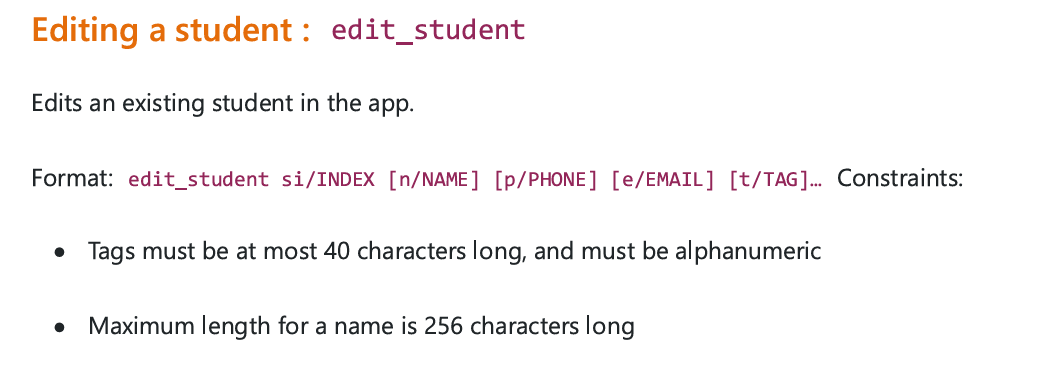 Editing a student : edit_student
Edits an existing student in the app.
Format: edit_student si/INDEX [n/NAME] [p/PHONE] [e/EMAIL] [t/TAG]… Constraints:
● Tags must be at most 40 characters long, and must be alphanumeric
● Maximum length for a name is 256 characters long